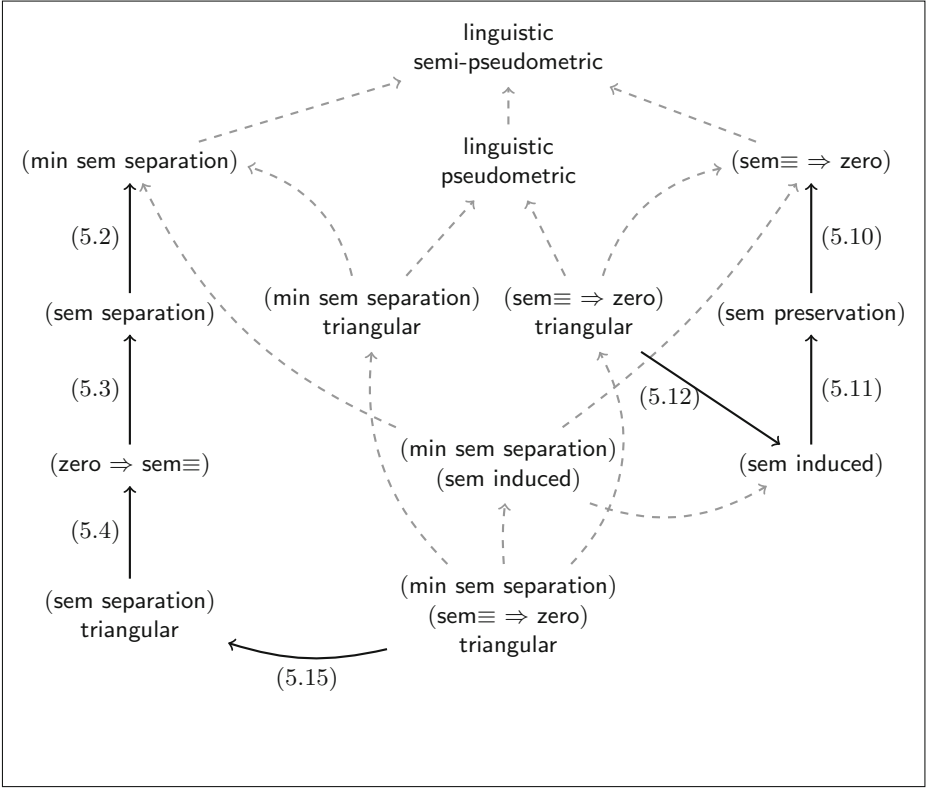 linguistic
semi-pseudometric
linguistic
pseudometric
(min sem separation)
(sem≡ ⇒ zero)
(5.2)
(5.10)
(min sem separation)
triangular
(sem≡ ⇒ zero)
triangular
(sem separation)
(sem preservation)
(5.3)
(5.12)
(5.11)
(min sem separation)
(sem induced)
(zero ⇒ sem≡)
(sem induced)
(5.4)
(sem separation)
triangular
(min sem separation)
(sem≡ ⇒ zero)
triangular
(5.15)